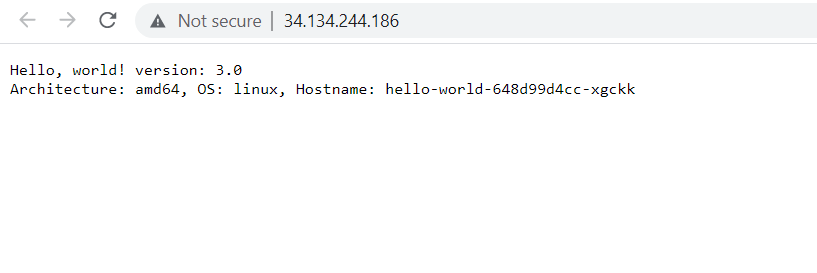 Not secure | 34.134.244.186
Hello, world! version: 3.0
Architecture: amd64, OS: linux, Hostname: hello-world-648d99d4cc-xgckk